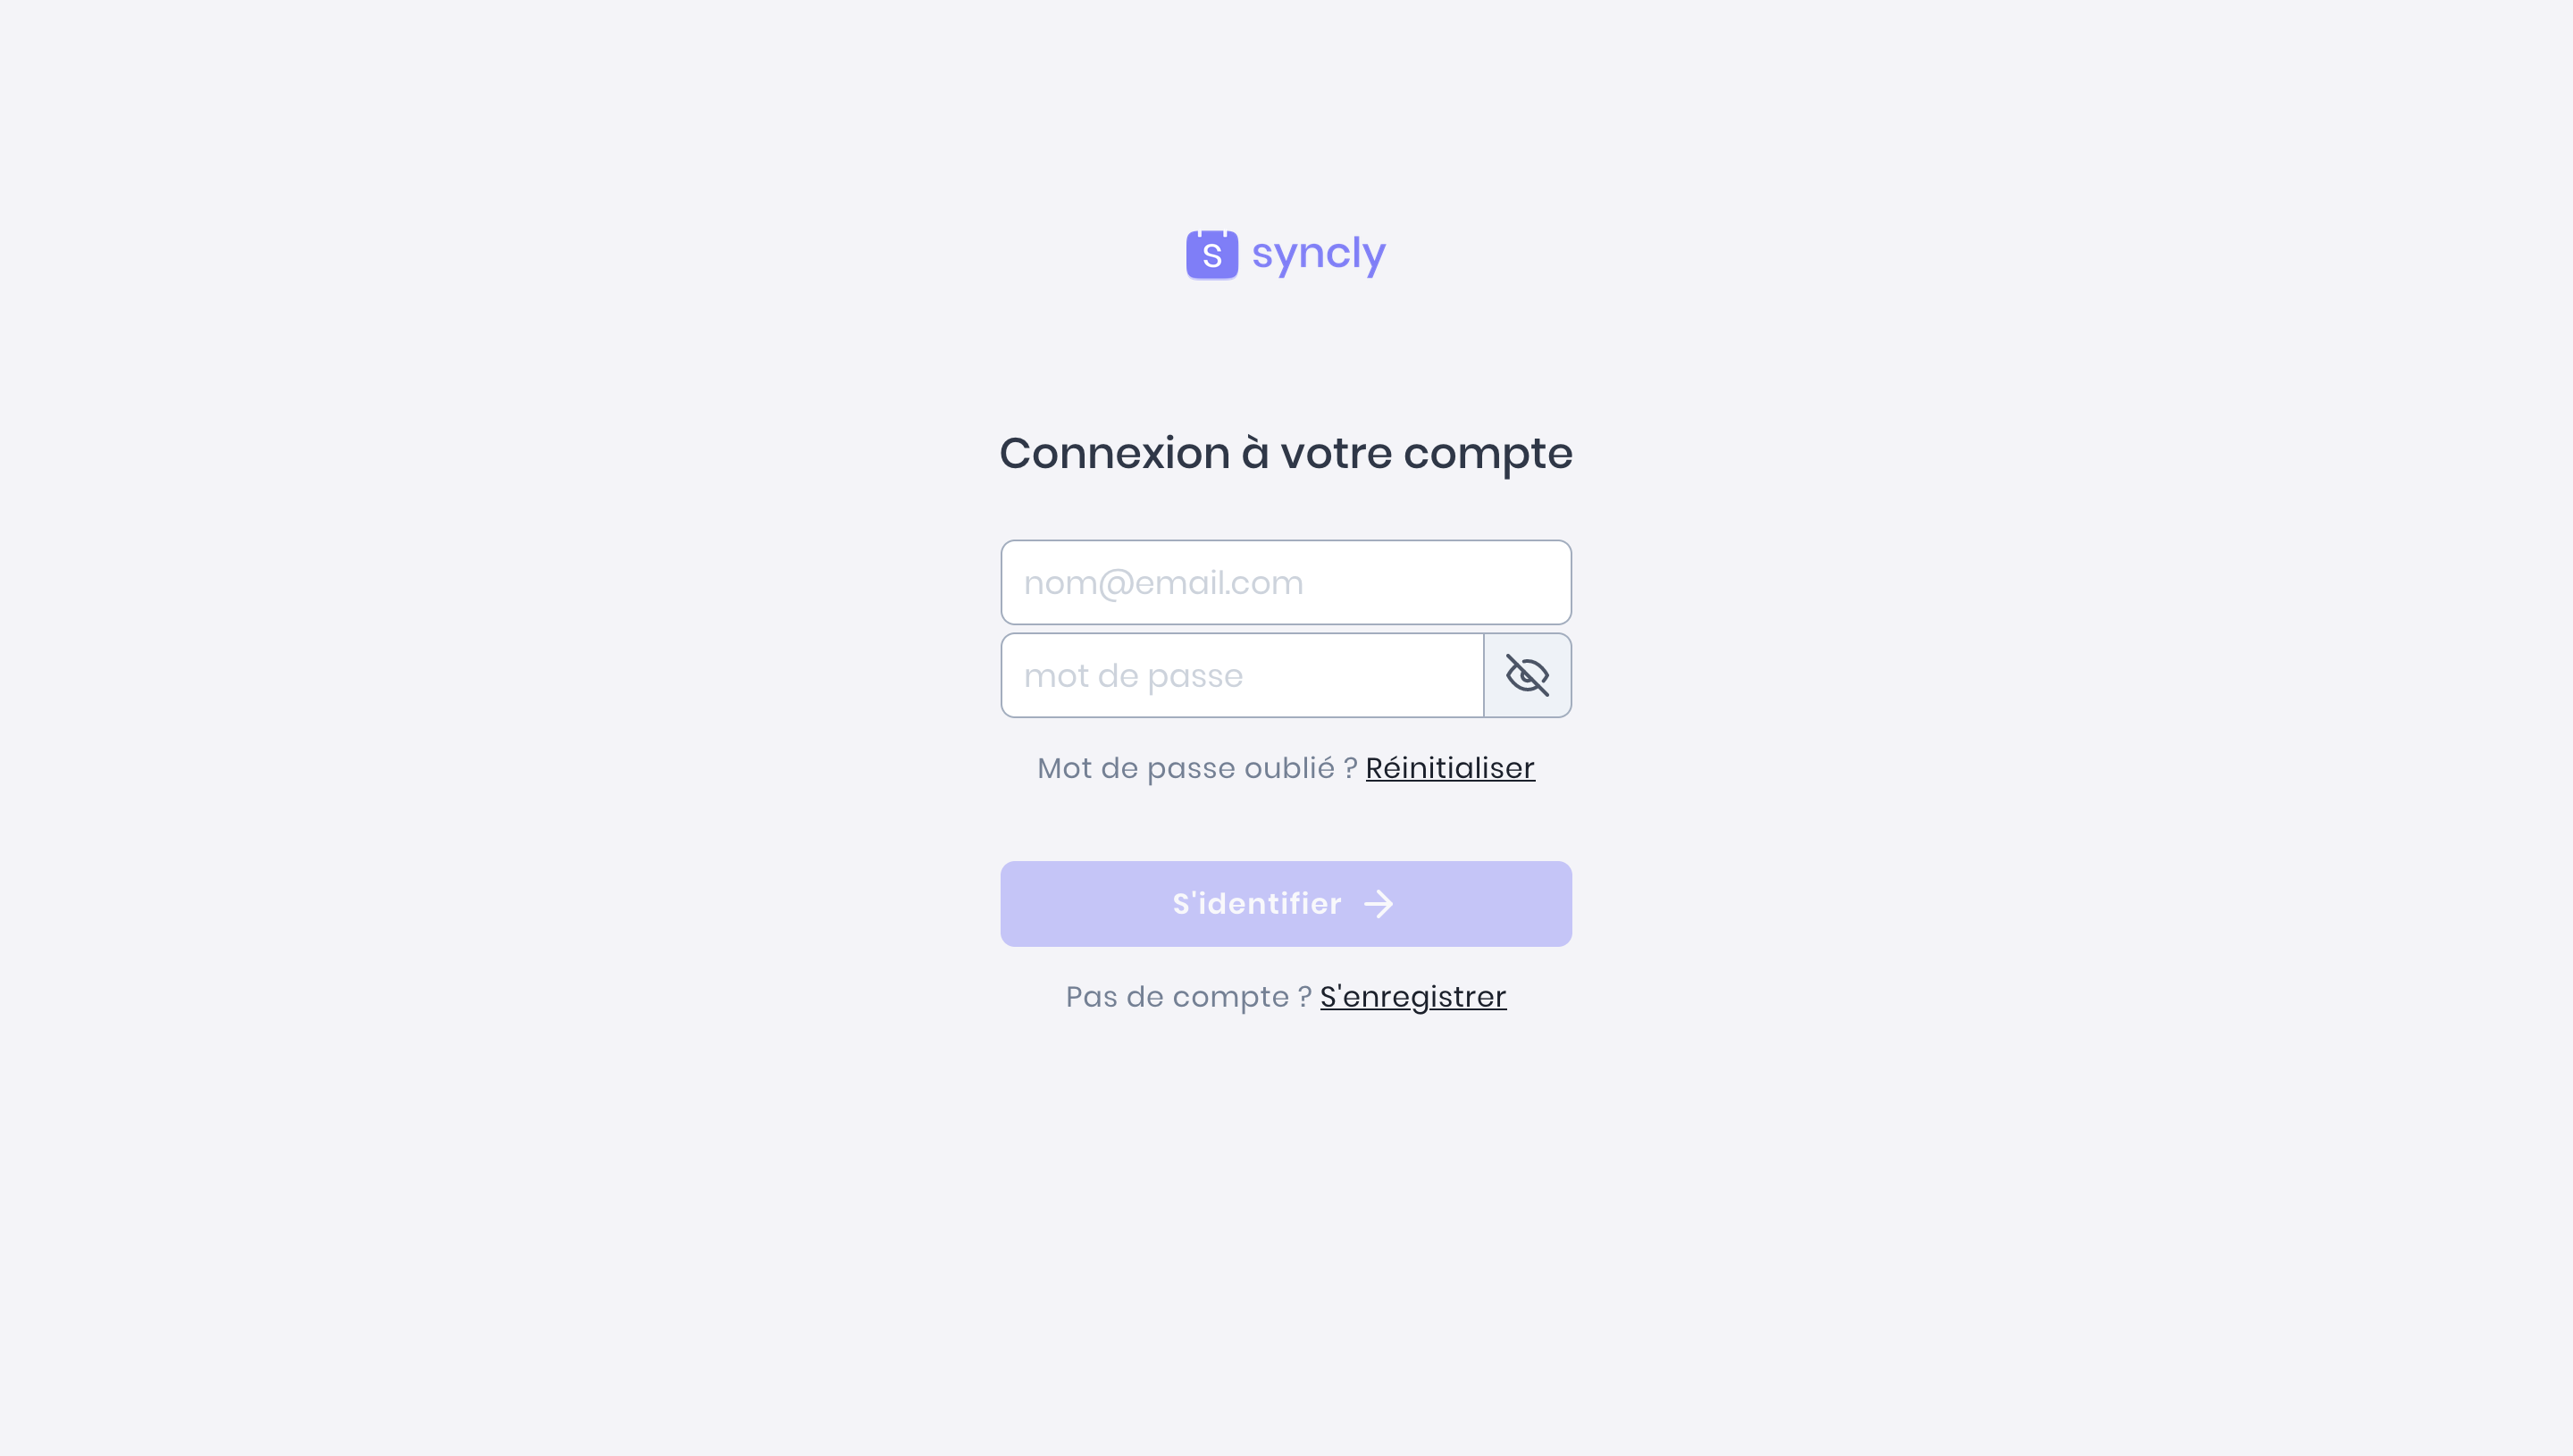 s syncly
Connexion à votre compte
nom@email.com
mot de passe
Mot de passe oublié ? Réinitialiser
S'identifier
Pas de compte ? S'enregistrer